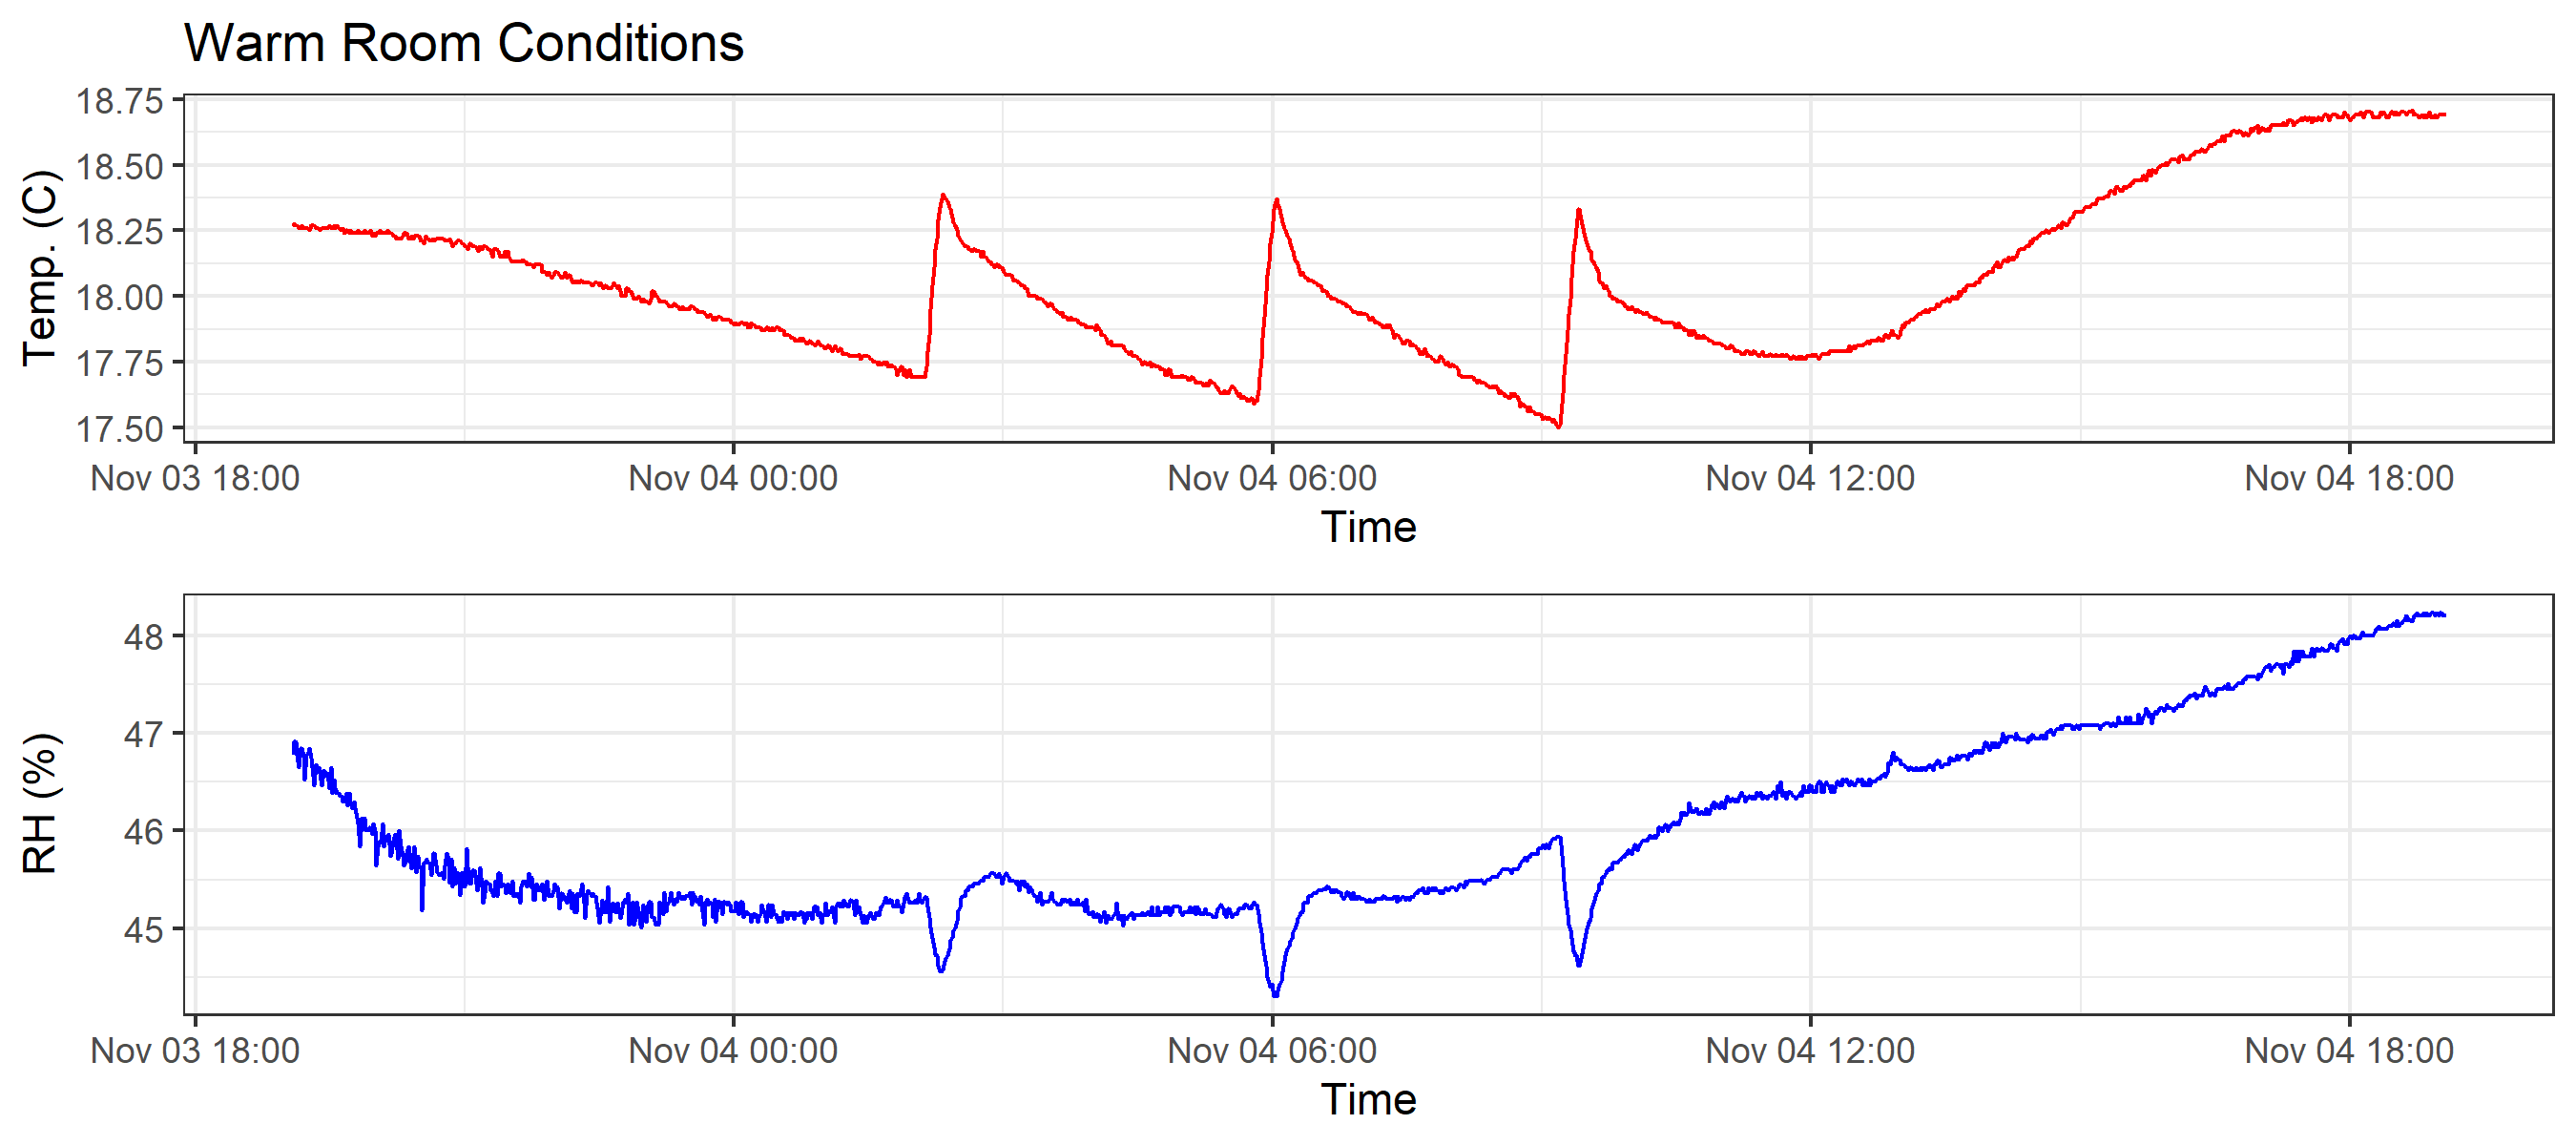 Warm Room Conditions
Temp. (C)
18.75
18.50
18.25
18.00
17.75
17.50
Nov 03 18:00 Nov 04 00:00 Nov 04 06:00 Nov 04 12:00 Nov 04 18:00
Time
RH (%)
48
47
46
45
Nov 03 18:00 Nov 04 00:00 Nov 04 06:00 Nov 04 12:00 Nov 04 18:00
Time